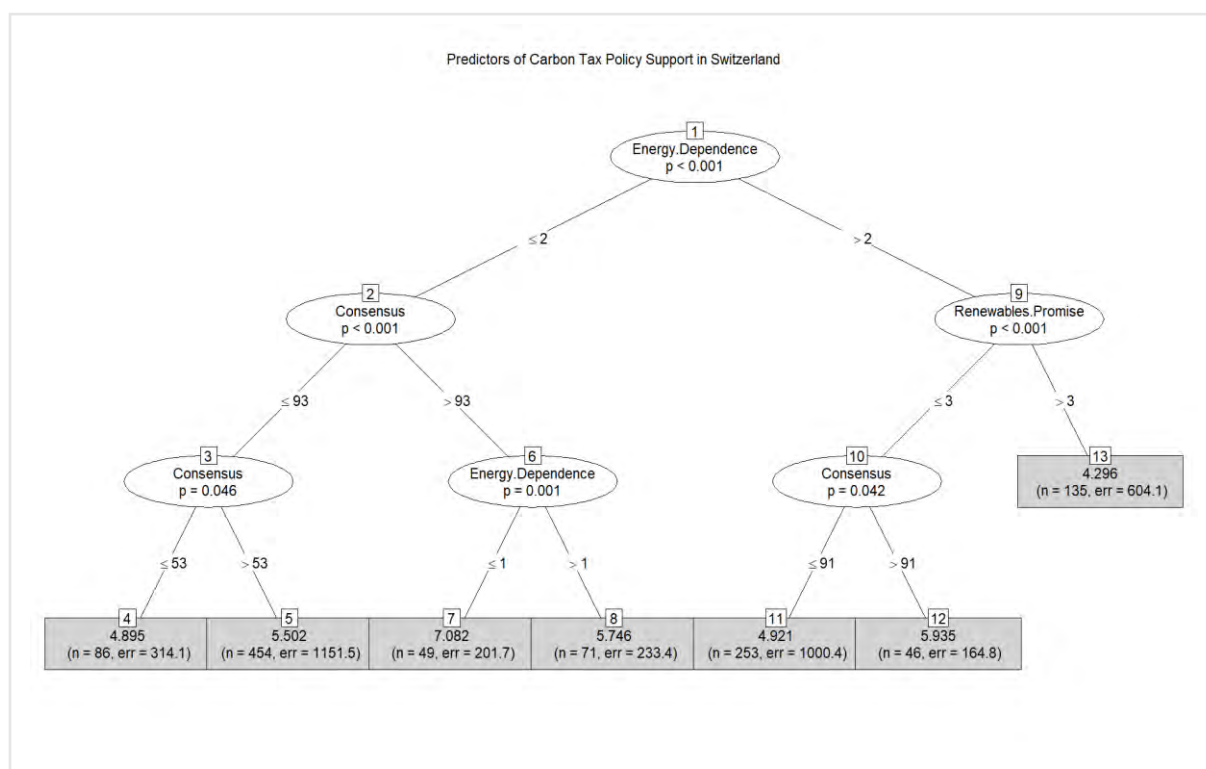 Predictors of Carbon Tax Policy Support in Switzerland
1
Energy.Dependence
p < 0.001
≤ 2
> 2
2
Consensus
p < 0.001
9
Renewables.Promise
p < 0.001
≤ 93
> 93
≤ 3
> 3
3
Consensus
p = 0.046
6
Energy.Dependence
p = 0.001
10
Consensus
p = 0.042
13
4.296
(n = 135, err = 604.1)
≤ 53
> 53
≤ 1
> 1
≤ 91
> 91
4
4.895
(n = 86, err = 314.1)
5
5.502
(n = 454, err = 1151.5)
7
7.082
(n = 49, err = 201.7)
8
5.746
(n = 71, err = 233.4)
11
4.921
(n = 253, err = 1000.4)
12
5.935
(n = 46, err = 164.8)